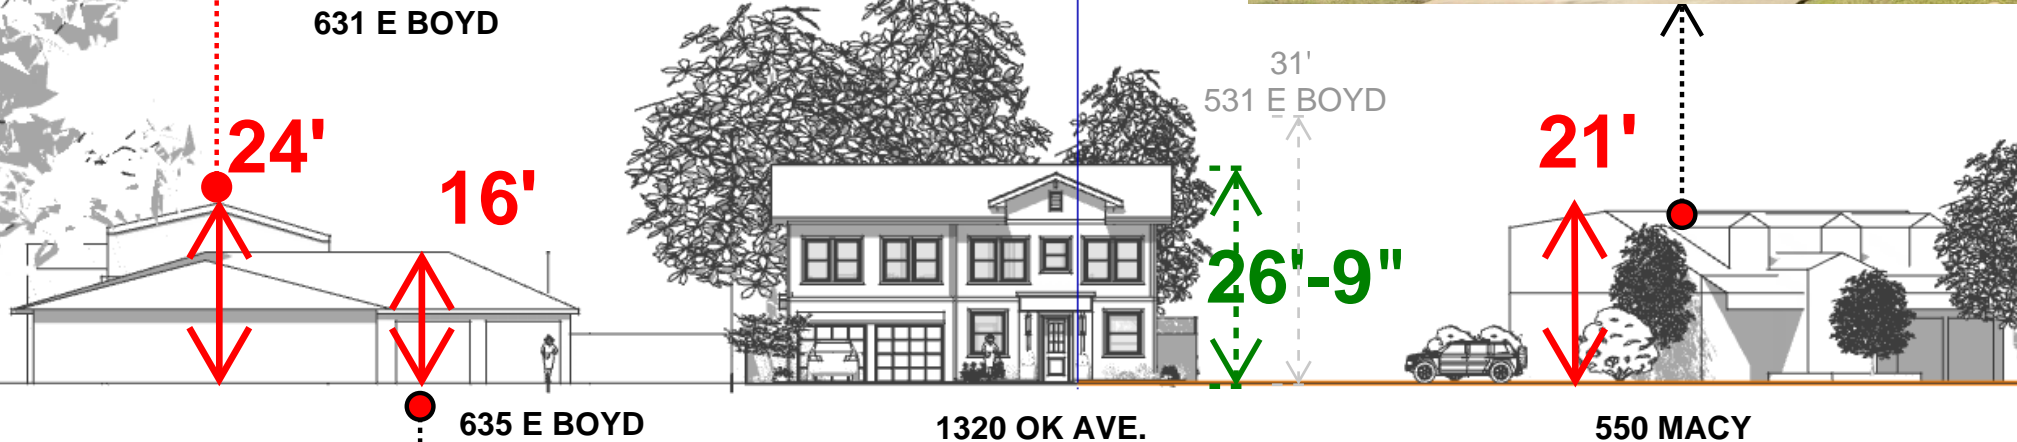 631 E BOYD
31'
531 E BOYD
24'
16'
21'
26'-9"
635 E BOYD
1320 OK AVE.
550 MACY